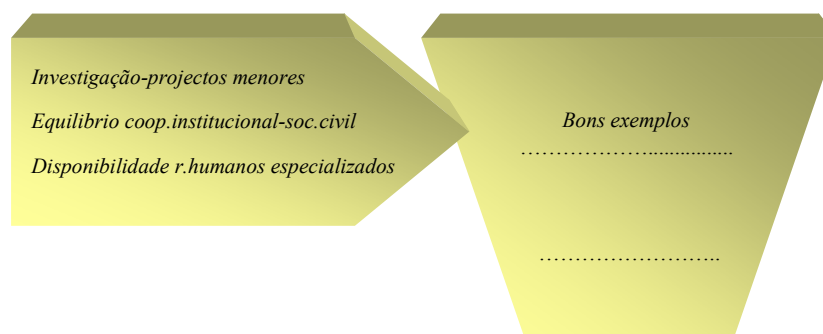 Investigação-projectos menores
Equilibrio coop.institucional-soc.civil
Disponibilidade r.humanos especializados
Bons exemplos
………………...............
……………………..